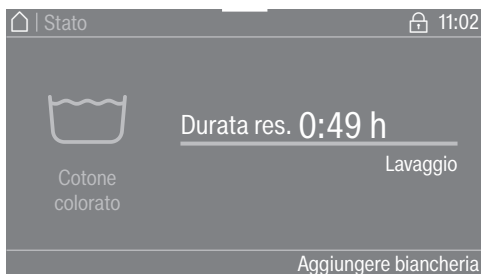 | Stato
11:02
Durata res. 0:49 h
Lavaggio
Cotone
colorato
Aggiungere biancheria